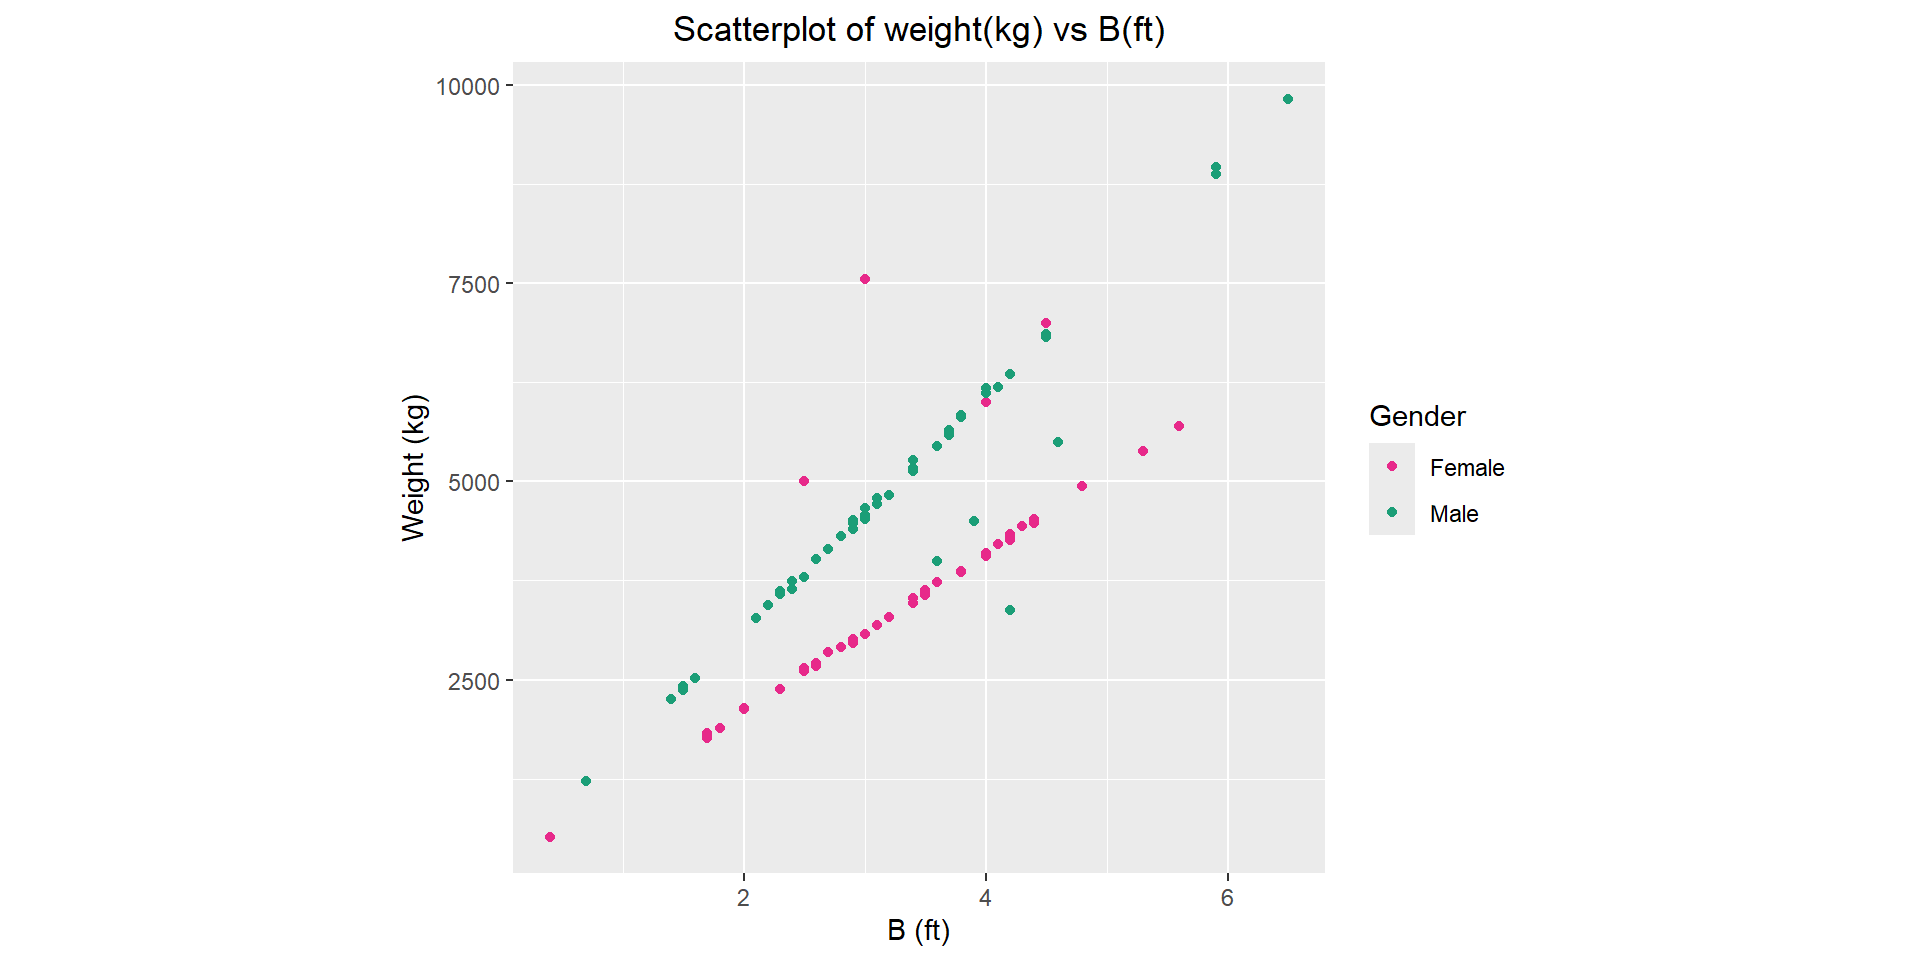 Scatterplot of weight(kg) vs B(ft)
10000
7500
5000
2500
Weight (kg)
2 4 6
B (ft)
Gender
Female
Male